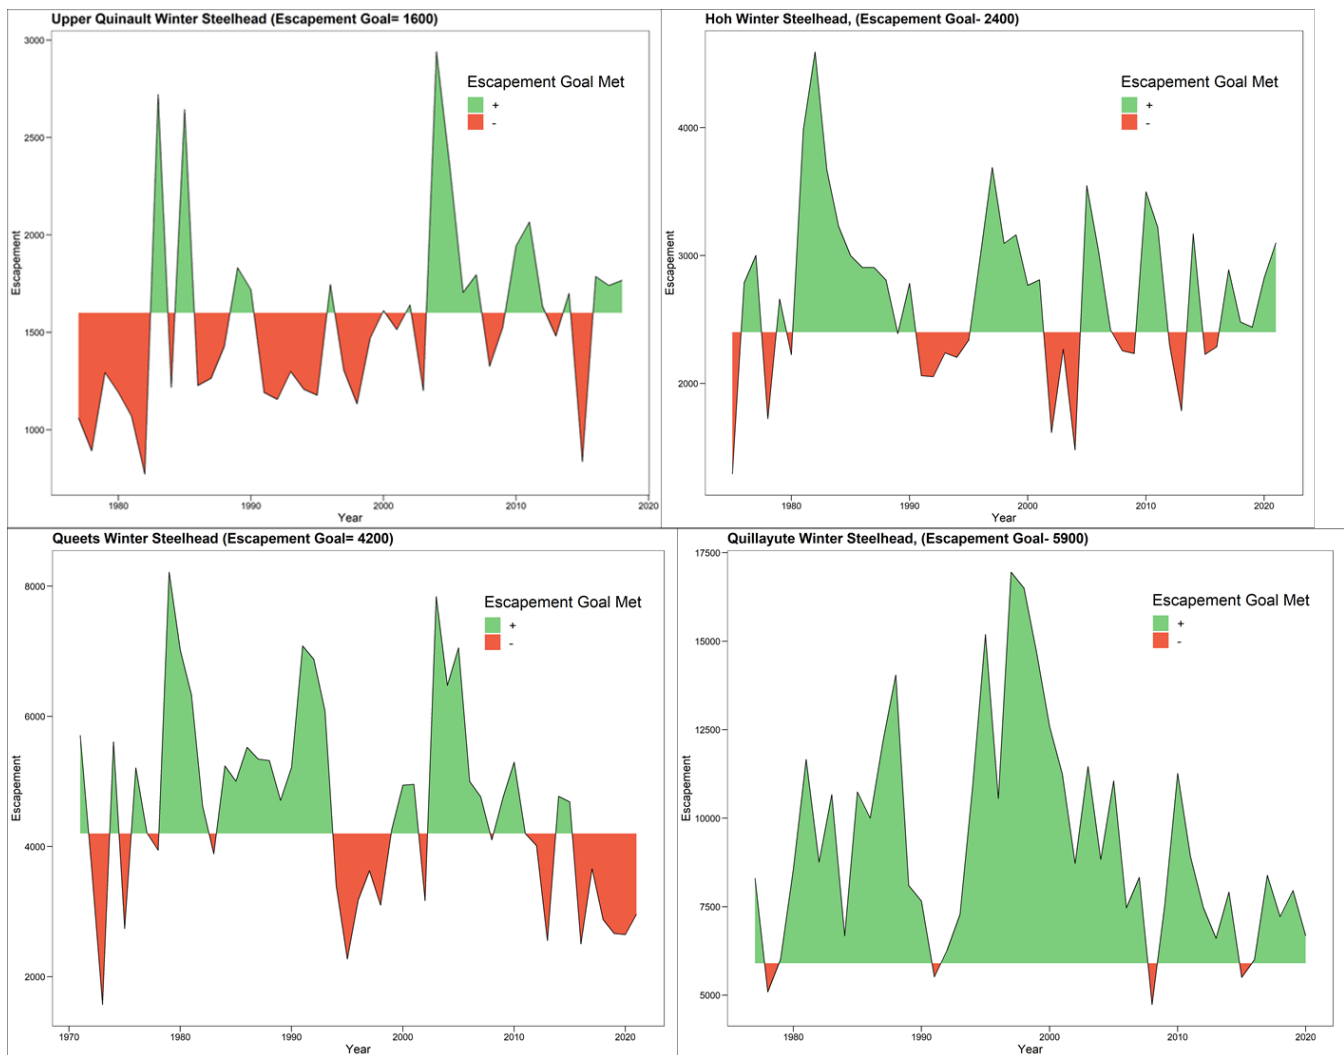 Upper Quinault Winter Steelhead (Escapement Goal= 1600)
3000
2500
2000
1500
1000
Escapement
Escapement Goal Met
+
-
1980
1990
2000
2010
2020
Year
Hoh Winter Steelhead, (Escapement Goal- 2400)
4000
3000
2000
Escapement
Escapement Goal Met
+
-
1980
1990
2000
2010
2020
Year
Queets Winter Steelhead (Escapement Goal= 4200)
8000
6000
4000
2000
Escapement
Escapement Goal Met
+
-
1970
1980
1990
2000
2010
2020
Year
Quillayute Winter Steelhead, (Escapement Goal- 5900)
17500
15000
12500
10000
7500
5000
Escapement
Escapement Goal Met
+
-
1980
1990
2000
2010
2020
Year